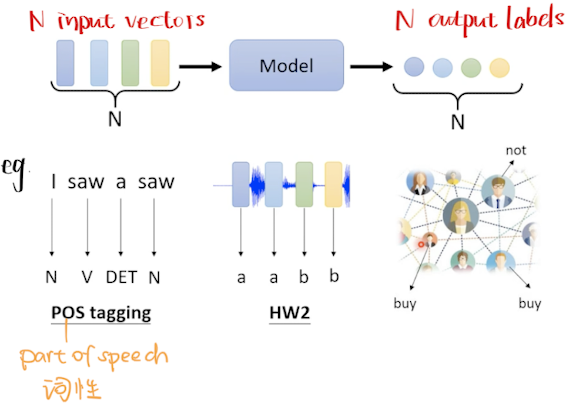 N input vectors
N output labels
Model
N
N
eg.
I saw a saw
N V DET N
POS tagging
part of speech
词性
a a b b
HW2
not
buy
buy